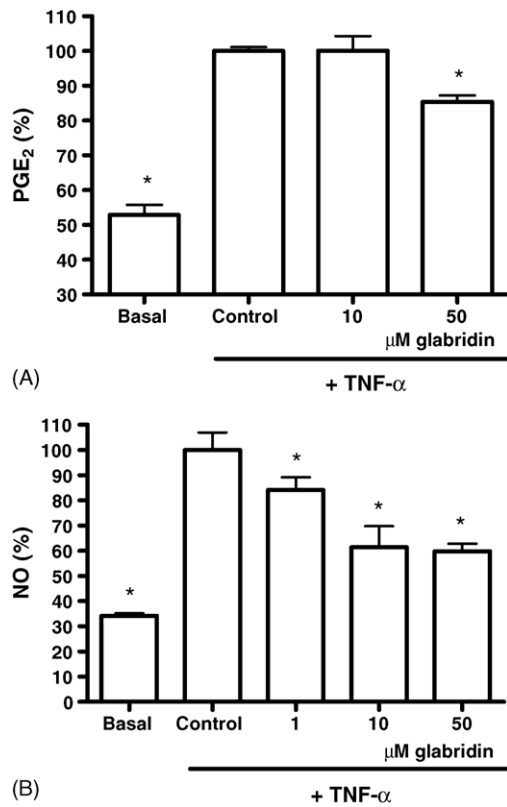 110
100
90
80
70
60
50
40
30
PGE₂ (%)
*
*
Basal Control 10 50
μM glabridin
+ TNF-α
(A)
110
100
90
80
70
60
50
40
30
20
10
0
NO (%)
*
*
*
*
Basal Control 1 10 50
μM glabridin
+ TNF-α
(B)